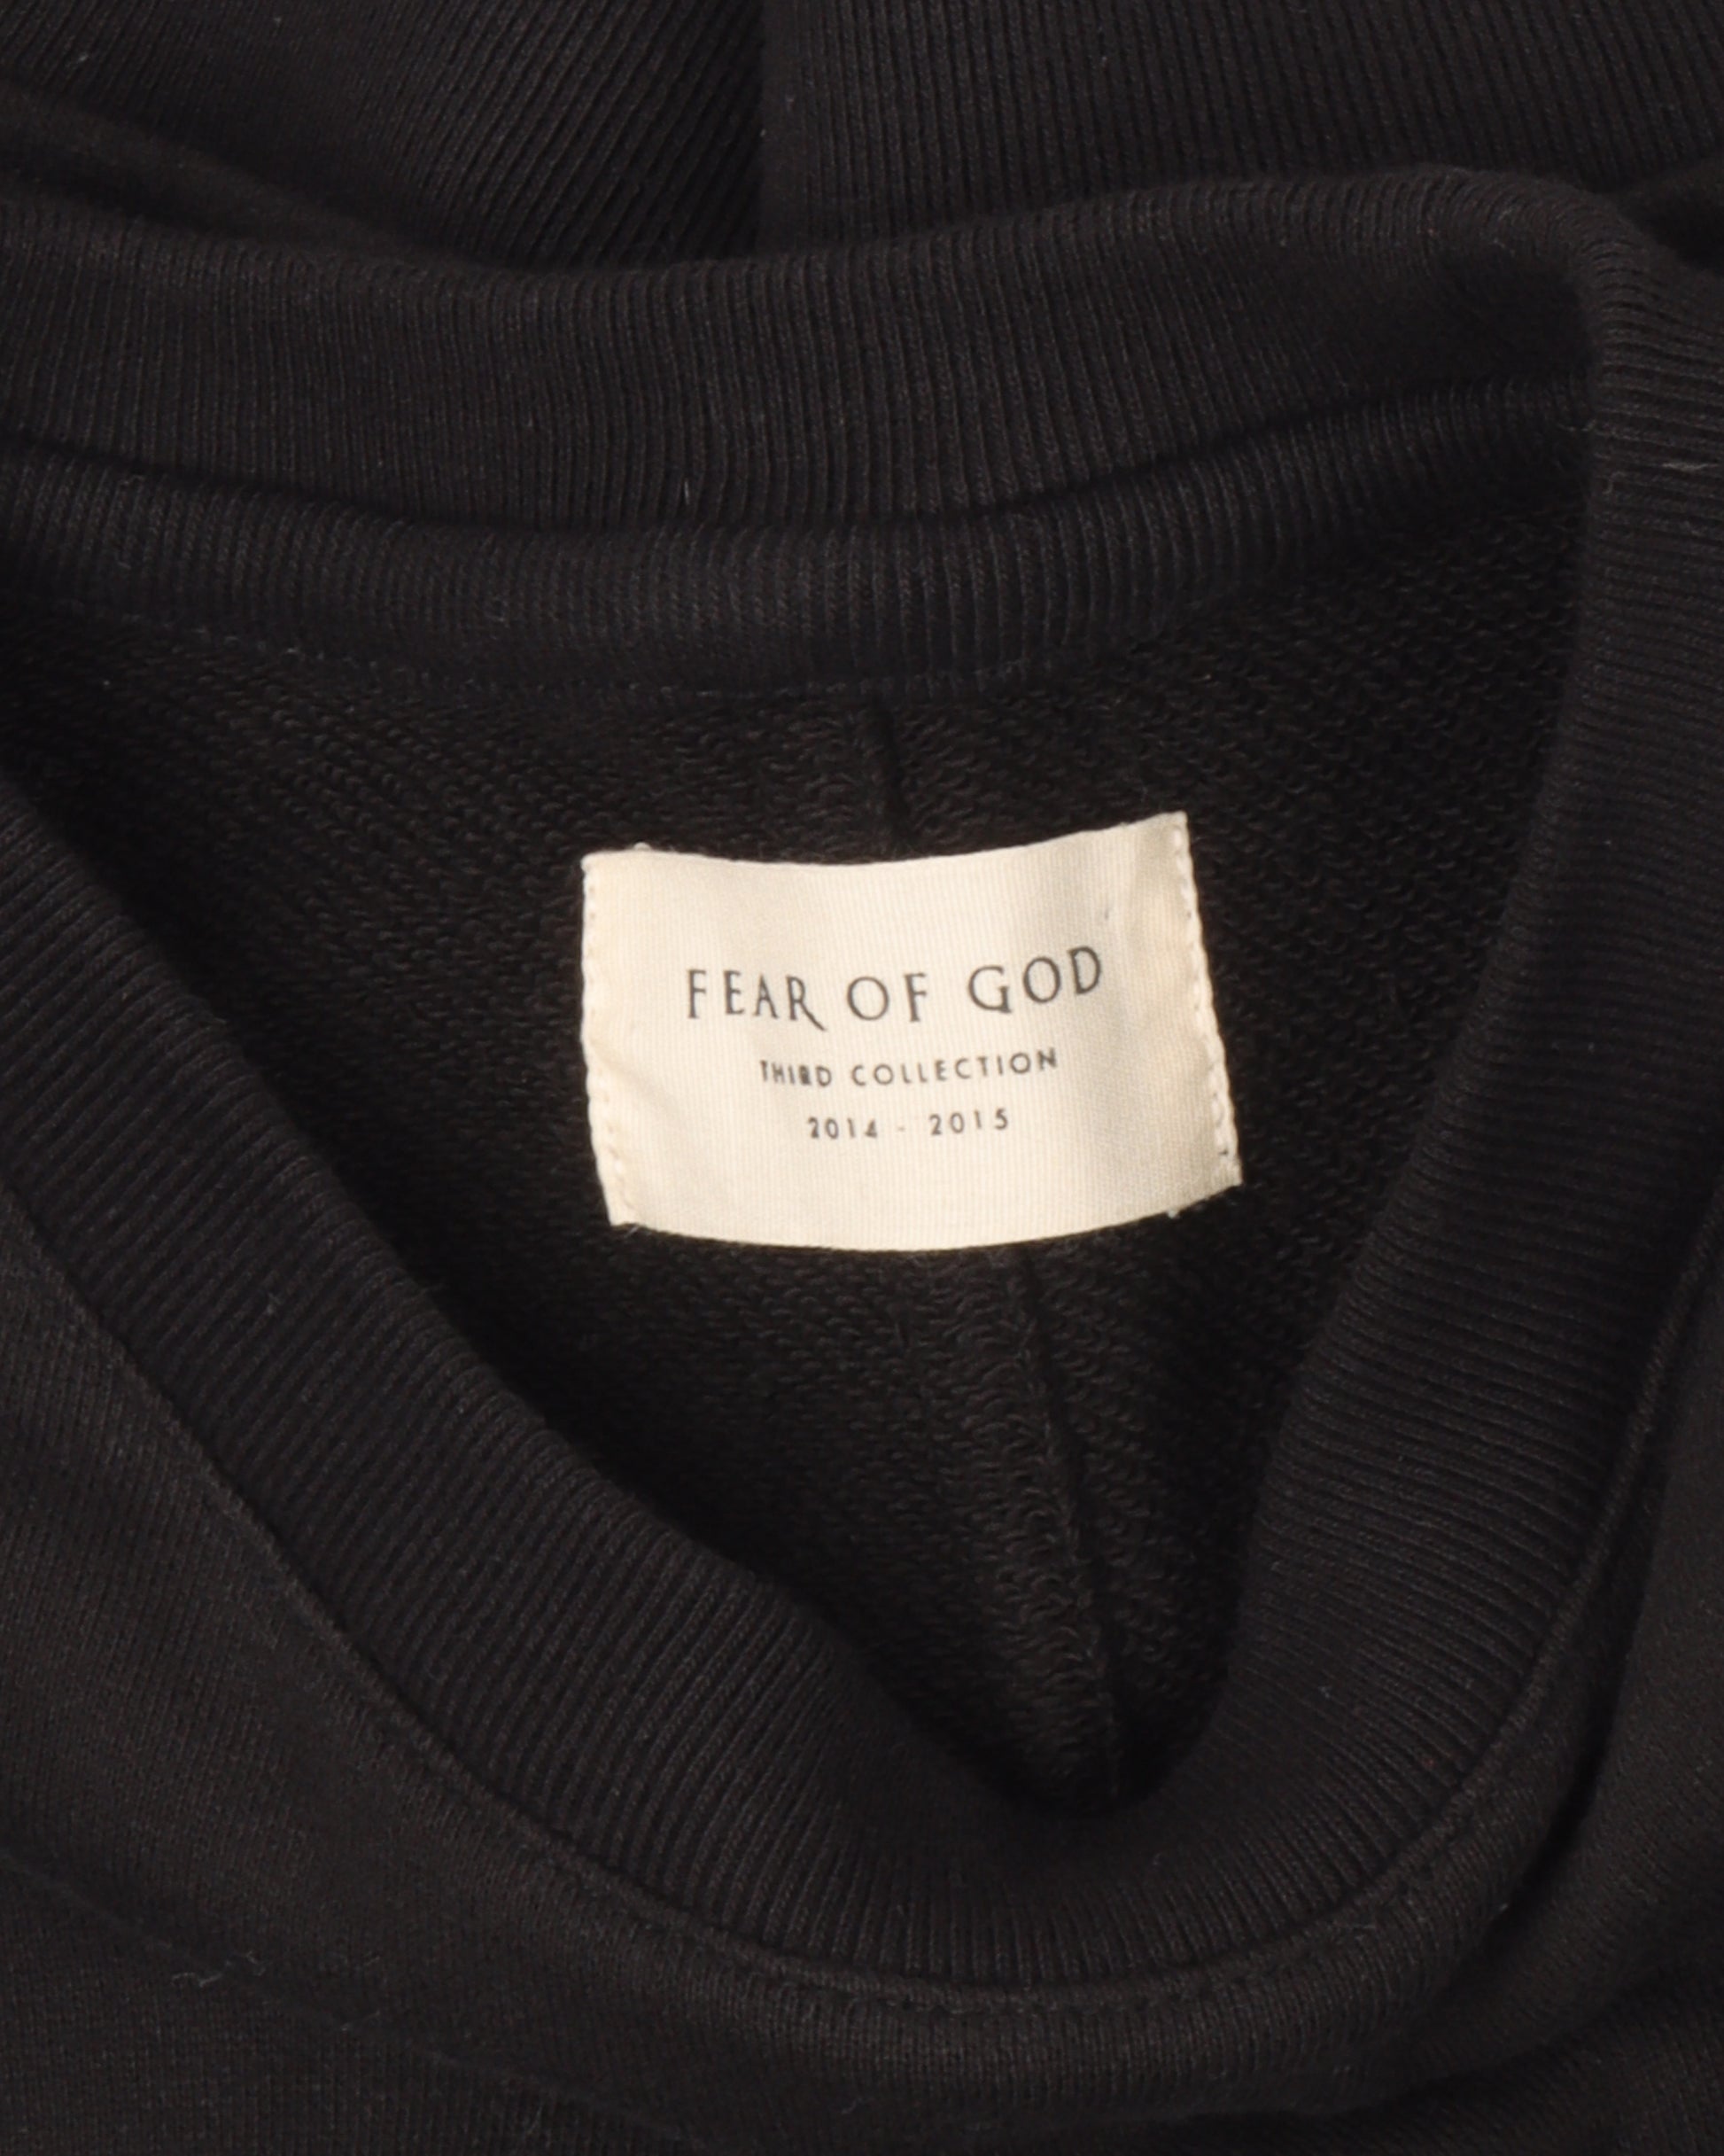 FEAR OF GOD
THIRD COLLECTION
2014 - 2015